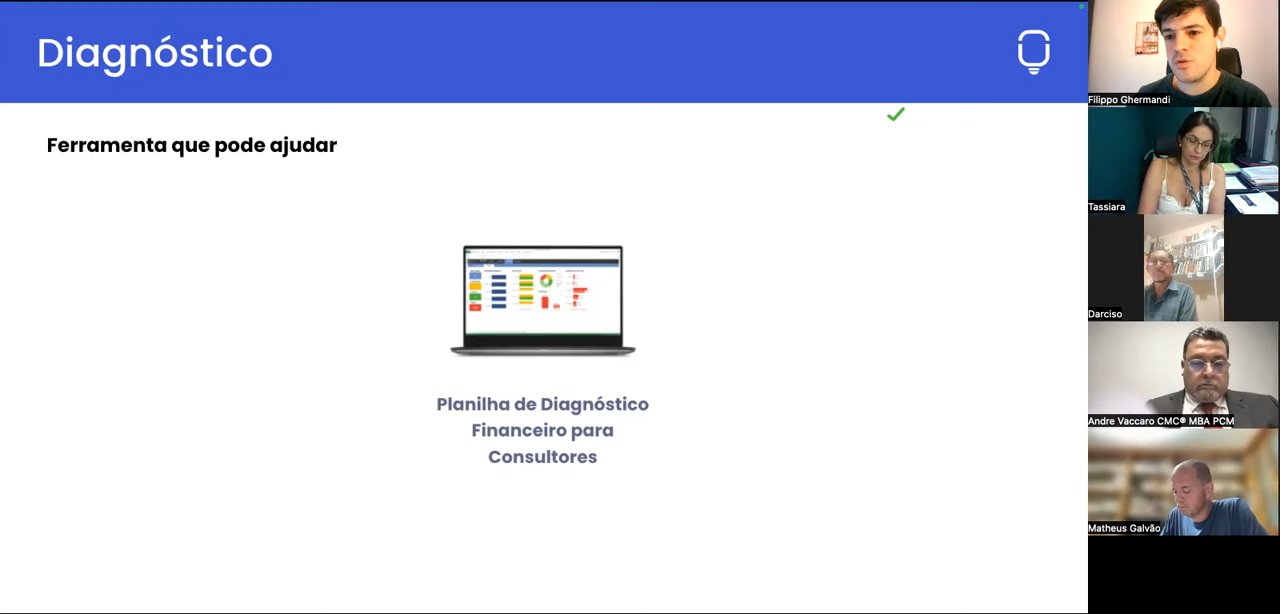 Diagnóstico
Ferramenta que pode ajudar
Planilha de Diagnóstico
Financeiro para
Consultores
Filippo Ghermandi
Tassiara
Darciso
Andre Vaccaro CMC® MBA PCM
Matheus Galvão